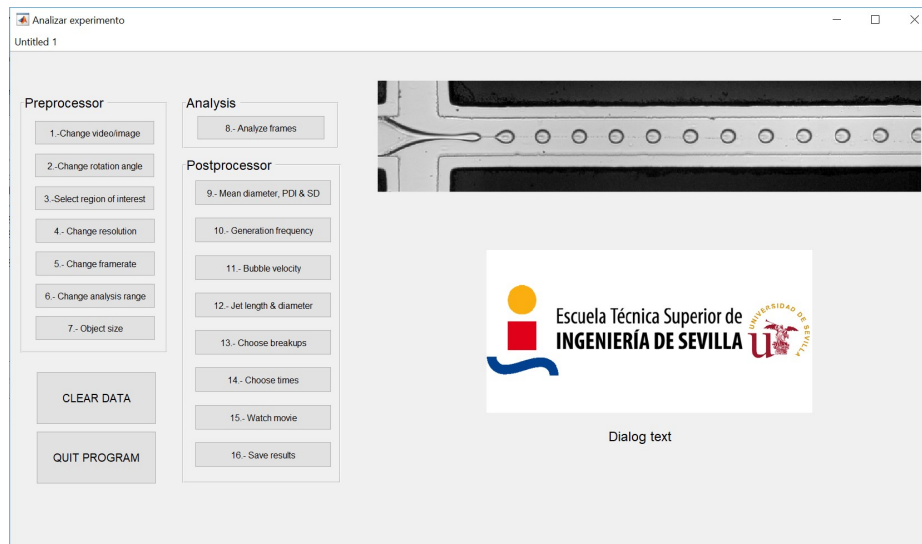 Analizar experimento
Untitled 1
Preprocessor
1.-Change video/image
2.-Change rotation angle
3.-Select region of interest
4.- Change resolution
5.- Change framerate
6.- Change analysis range
7.- Object size
CLEAR DATA
QUIT PROGRAM
Analysis
8.- Analyze frames
Postprocessor
9.- Mean diameter, PDI & SD
10.- Generation frequency
11.- Bubble velocity
12.- Jet length & diameter
13.- Choose breakups
14.- Choose times
15.- Watch movie
16.- Save results
Escuela Técnica Superior de
INGENIERÍA DE SEVILLA
UNIVERSIDAD DE SEVILLA
Dialog text